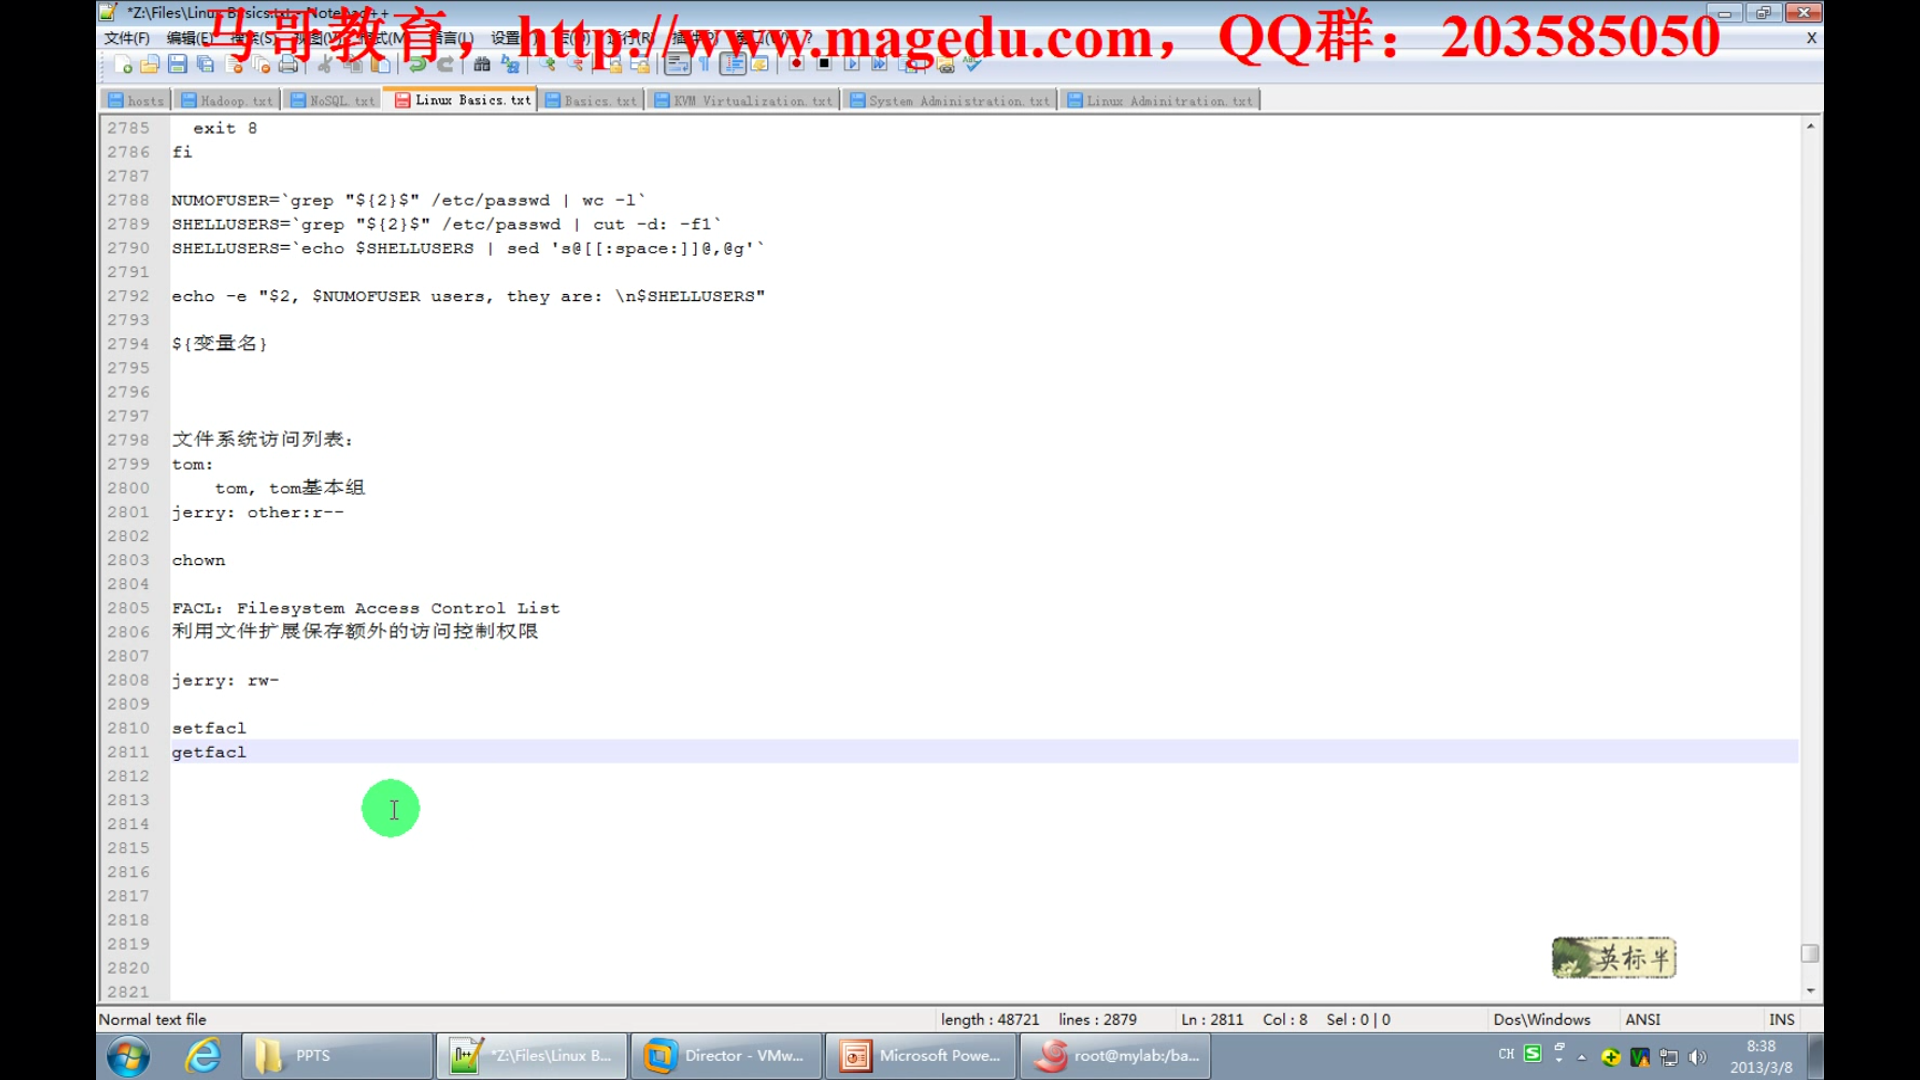 *Z:\Files\Linux Basics.txt - Notepad++
马哥教育，http://www.magedu.com，QQ群：203585050
文件(F) 编辑(E) 搜索(S) 视图(V) 格式(M) 语言(L) 设置 运行(R) ?
X
hosts Hadoop.txt NoSQL.txt Linux Basics.txt Basics.txt KVM Virtualization.txt System Administration.txt Linux Adminitration.txt
2785 exit 8
2786 fi
2787
2788 NUMOFUSER=`grep "${2}$" /etc/passwd | wc -l`
2789 SHELLUSERS=`grep "${2}$" /etc/passwd | cut -d: -f1`
2790 SHELLUSERS=`echo $SHELLUSERS | sed 's@[[:space:]]@,@g'`
2791
2792 echo -e "$2, $NUMOFUSER users, they are: \n$SHELLUSERS"
2793
2794 ${变量名}
2795
2796
2797
2798 文件系统访问列表：
2799 tom:
2800 tom, tom基本组
2801 jerry: other:r--
2802
2803 chown
2804
2805 FACL: Filesystem Access Control List
2806 利用文件扩展保存额外的访问控制权限
2807
2808 jerry: rw-
2809
2810 setfacl
2811 getfacl
2812
2813
2814
2815
2816
2817
2818
2819
2820
2821
英标半
Normal text file length : 48721 lines : 2879 Ln : 2811 Col : 8 Sel : 0 | 0 Dos\Windows ANSI INS
PPTS *Z:\Files\Linux B... Director - VMw... Microsoft Powe... root@mylab:/ba... CH 8:38
2013/3/8